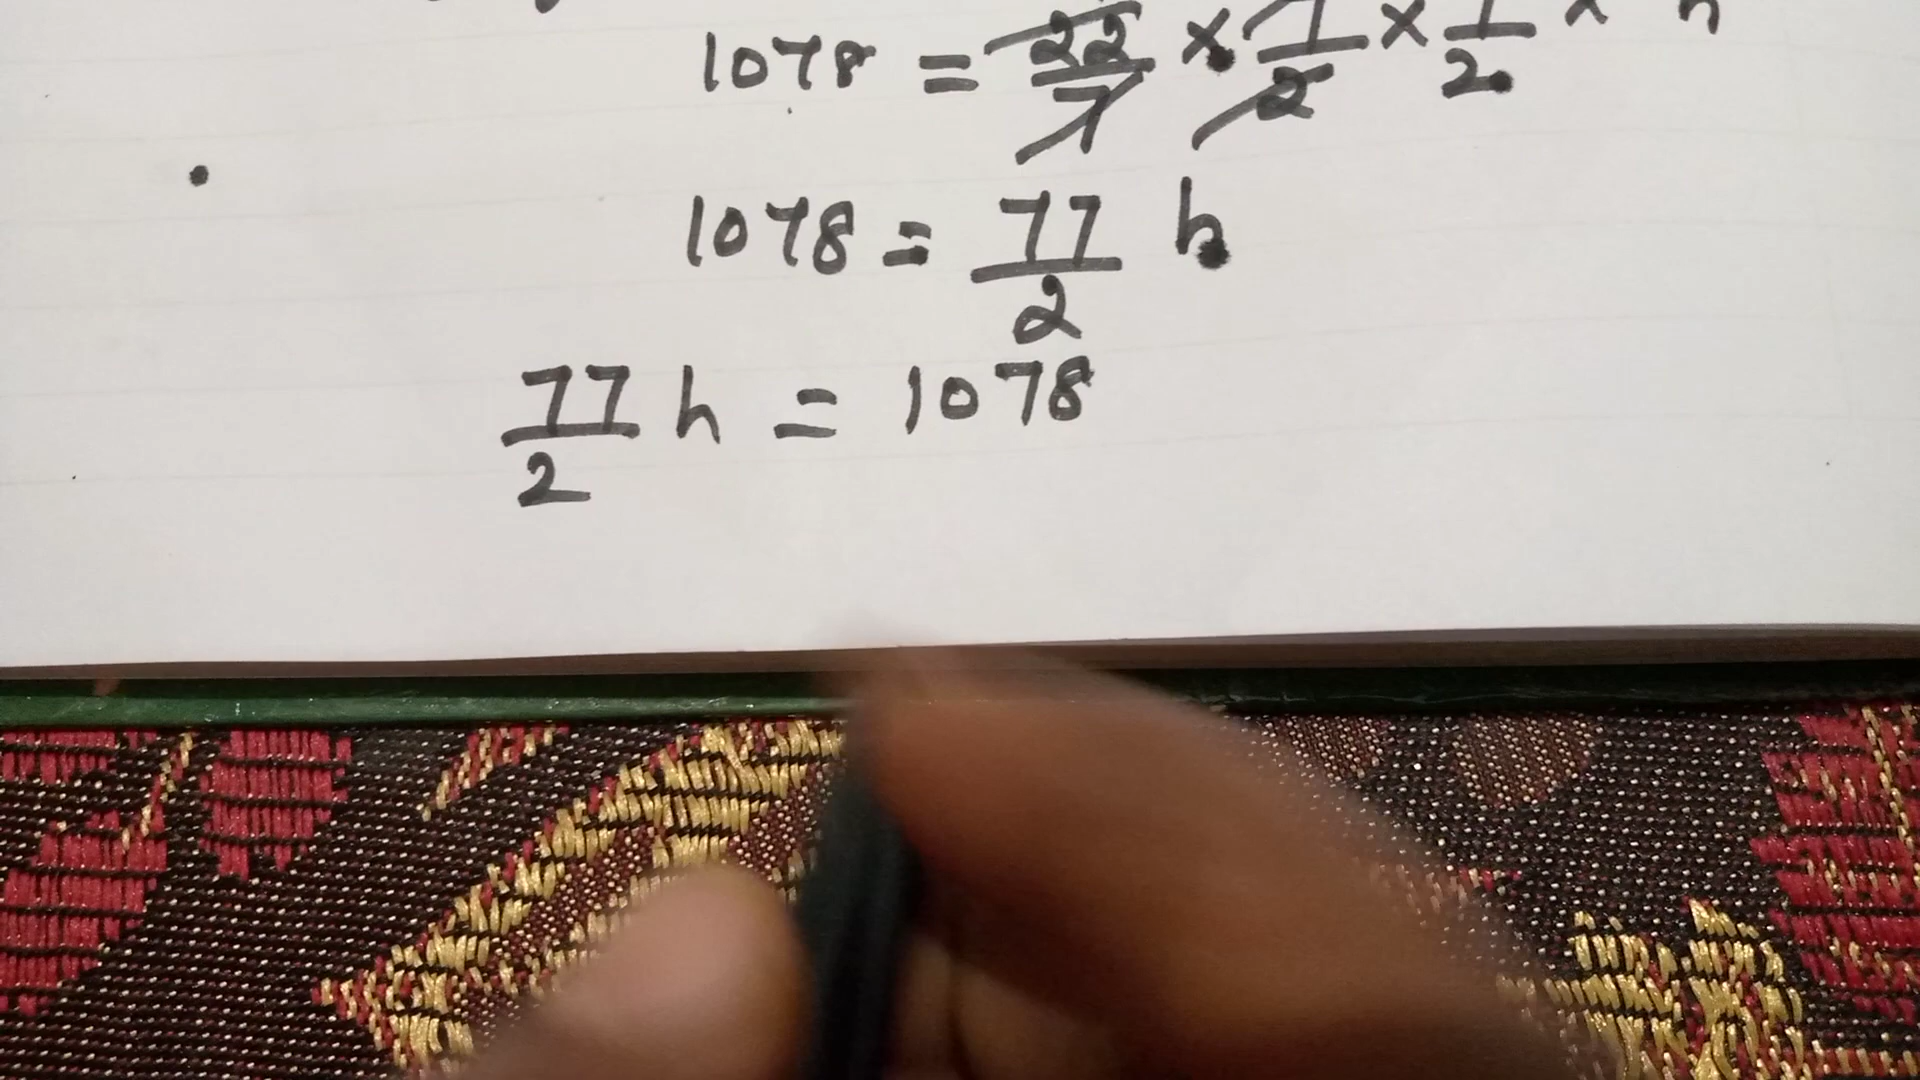 1078 = 22/7 × 7/2 × 7/2 × h
1078 = 77/2 h
77/2 h = 1078